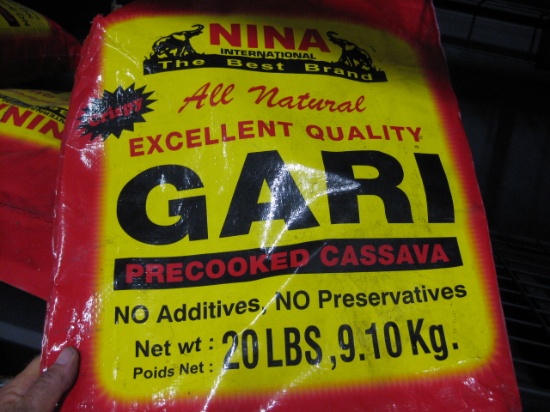 NINA
INTERNATIONAL
The Best Brand
Crispy
All Natural
EXCELLENT QUALITY
GARI
PRECOOKED CASSAVA
NO Additives, NO Preservatives
Net wt : 20 LBS, 9.10 Kg.
Poids Net :
NINA